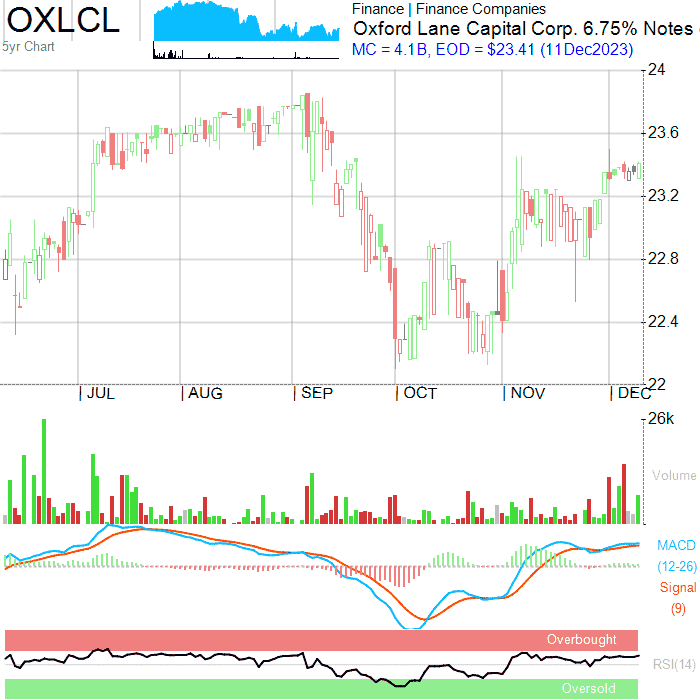 OXLCL
5yr Chart
Finance | Finance Companies
Oxford Lane Capital Corp. 6.75% Notes
MC = 4.1B, EOD = $23.41 (11Dec2023)
24
23.6
23.2
22.8
22.4
22
| JUL | AUG | SEP | OCT | NOV | DEC
26k
Volume
MACD
(12-26)
Signal
(9)
Overbought
RSI(14)
Oversold